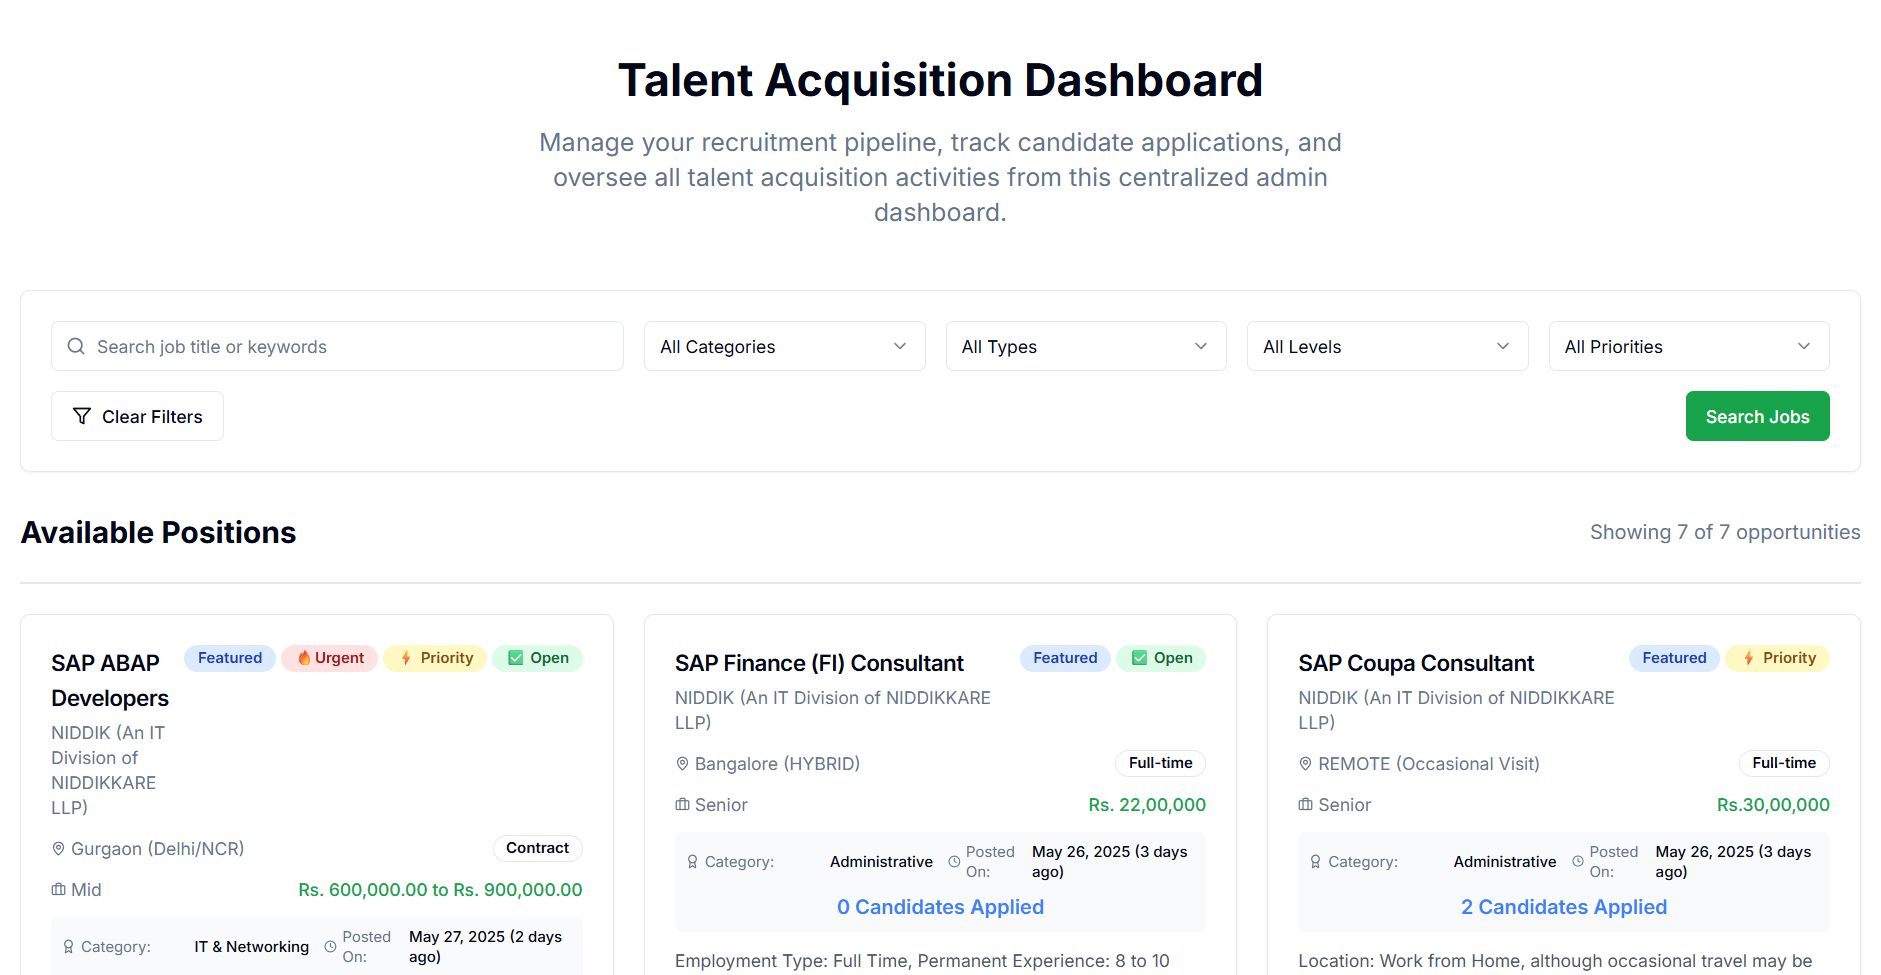 Talent Acquisition Dashboard
Manage your recruitment pipeline, track candidate applications, and
oversee all talent acquisition activities from this centralized admin
dashboard.
Search job title or keywords
All Categories
All Types
All Levels
All Priorities
Clear Filters
Search Jobs
Available Positions
Showing 7 of 7 opportunities
SAP ABAP
Developers
Featured
🔥 Urgent
⚡ Priority
✅ Open
NIDDIK (An IT
Division of
NIDDIKKARE
LLP)
Gurgaon (Delhi/NCR)
Contract
Mid
Rs. 600,000.00 to Rs. 900,000.00
Category:
IT & Networking
Posted
On:
May 27, 2025 (2 days
ago)
SAP Finance (FI) Consultant
Featured
✅ Open
NIDDIK (An IT Division of NIDDIKKARE
LLP)
Bangalore (HYBRID)
Full-time
Senior
Rs. 22,00,000
Category:
Administrative
Posted
On:
May 26, 2025 (3 days
ago)
0 Candidates Applied
Employment Type: Full Time, Permanent Experience: 8 to 10
SAP Coupa Consultant
Featured
⚡ Priority
NIDDIK (An IT Division of NIDDIKKARE
LLP)
REMOTE (Occasional Visit)
Full-time
Senior
Rs.30,00,000
Category:
Administrative
Posted
On:
May 26, 2025 (3 days
ago)
2 Candidates Applied
Location: Work from Home, although occasional travel may be